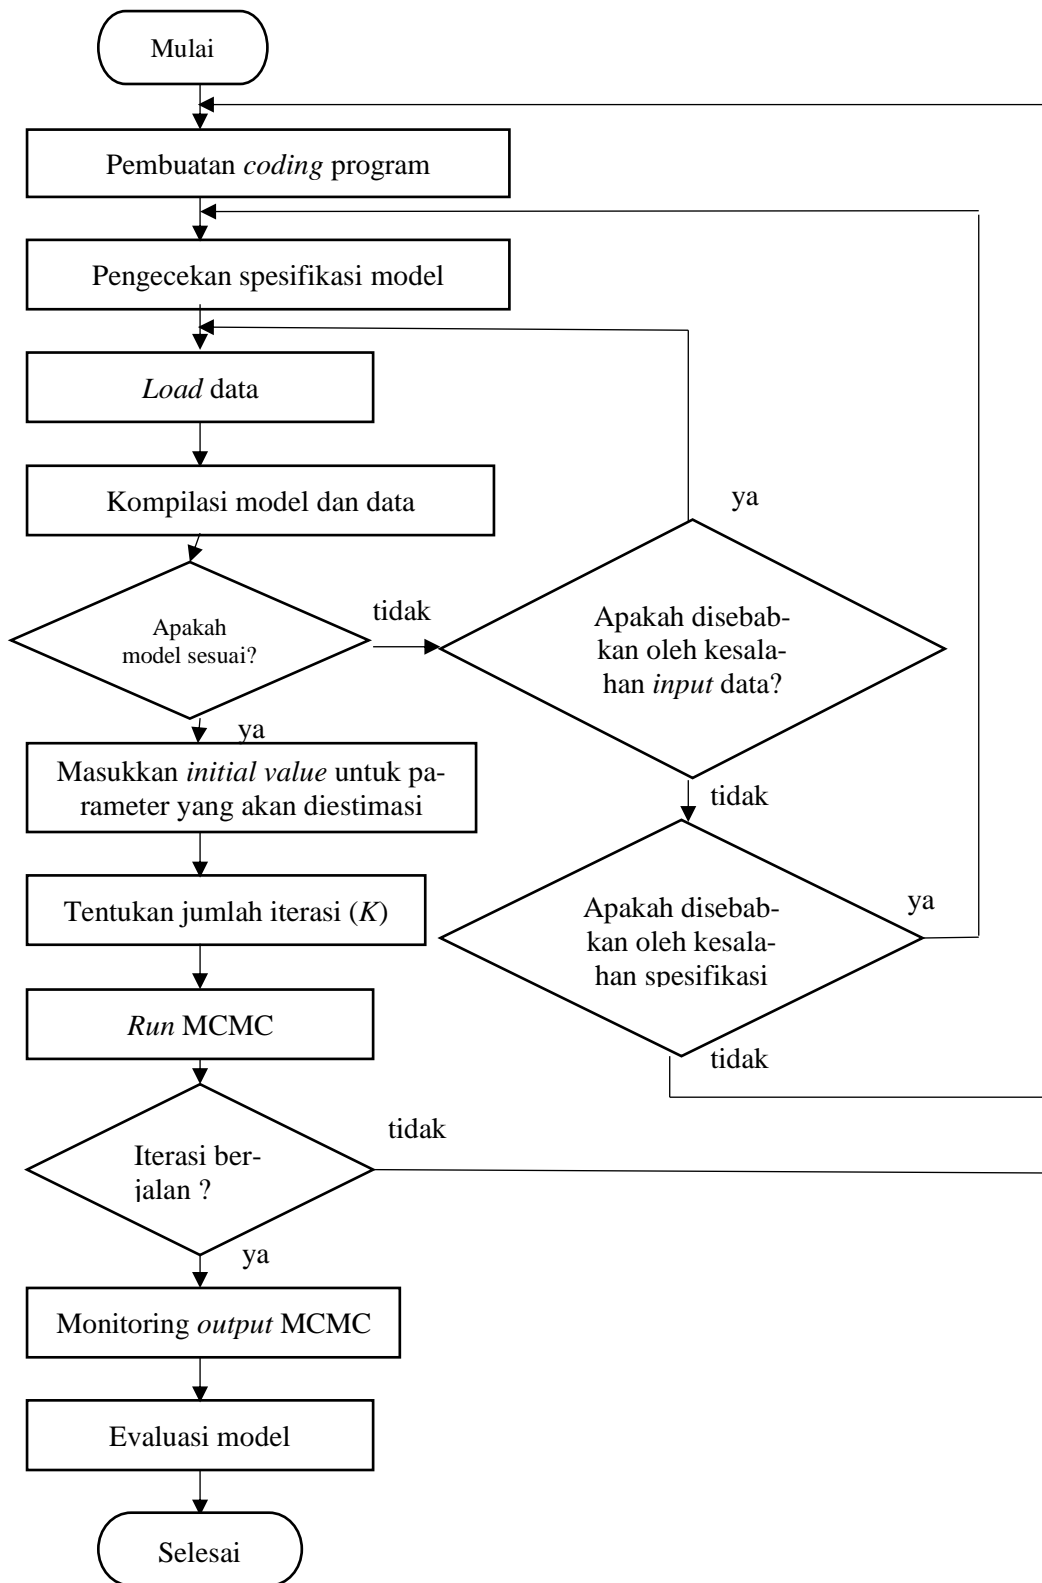 Mulai
Pembuatan coding program
Pengecekan spesifikasi model
Load data
Kompilasi model dan data
ya
Apakah
model sesuai?
tidak
Apakah disebab-
kan oleh kesala-
han input data?
ya
Masukkan initial value untuk pa-
rameter yang akan diestimasi
tidak
Tentukan jumlah iterasi (K)
Apakah disebab-
kan oleh kesala-
han spesifikasi
ya
Run MCMC
tidak
Iterasi ber-
jalan ?
tidak
ya
Monitoring output MCMC
Evaluasi model
Selesai